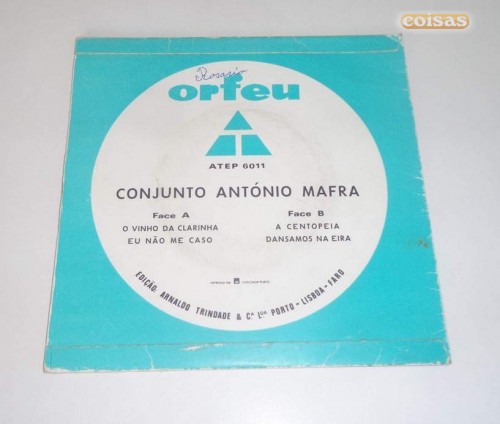 coisas
Rosario
orfeu
ATEP 6011
CONJUNTO ANTÓNIO MAFRA
Face A
O VINHO DA CLARINHA
EU NÃO ME CASO
Face B
A CENTOPEIA
DANSAMOS NA EIRA
EDIÇÃO: ARNALDO TRINDADE & Cª Lda PORTO - LISBOA - FARO